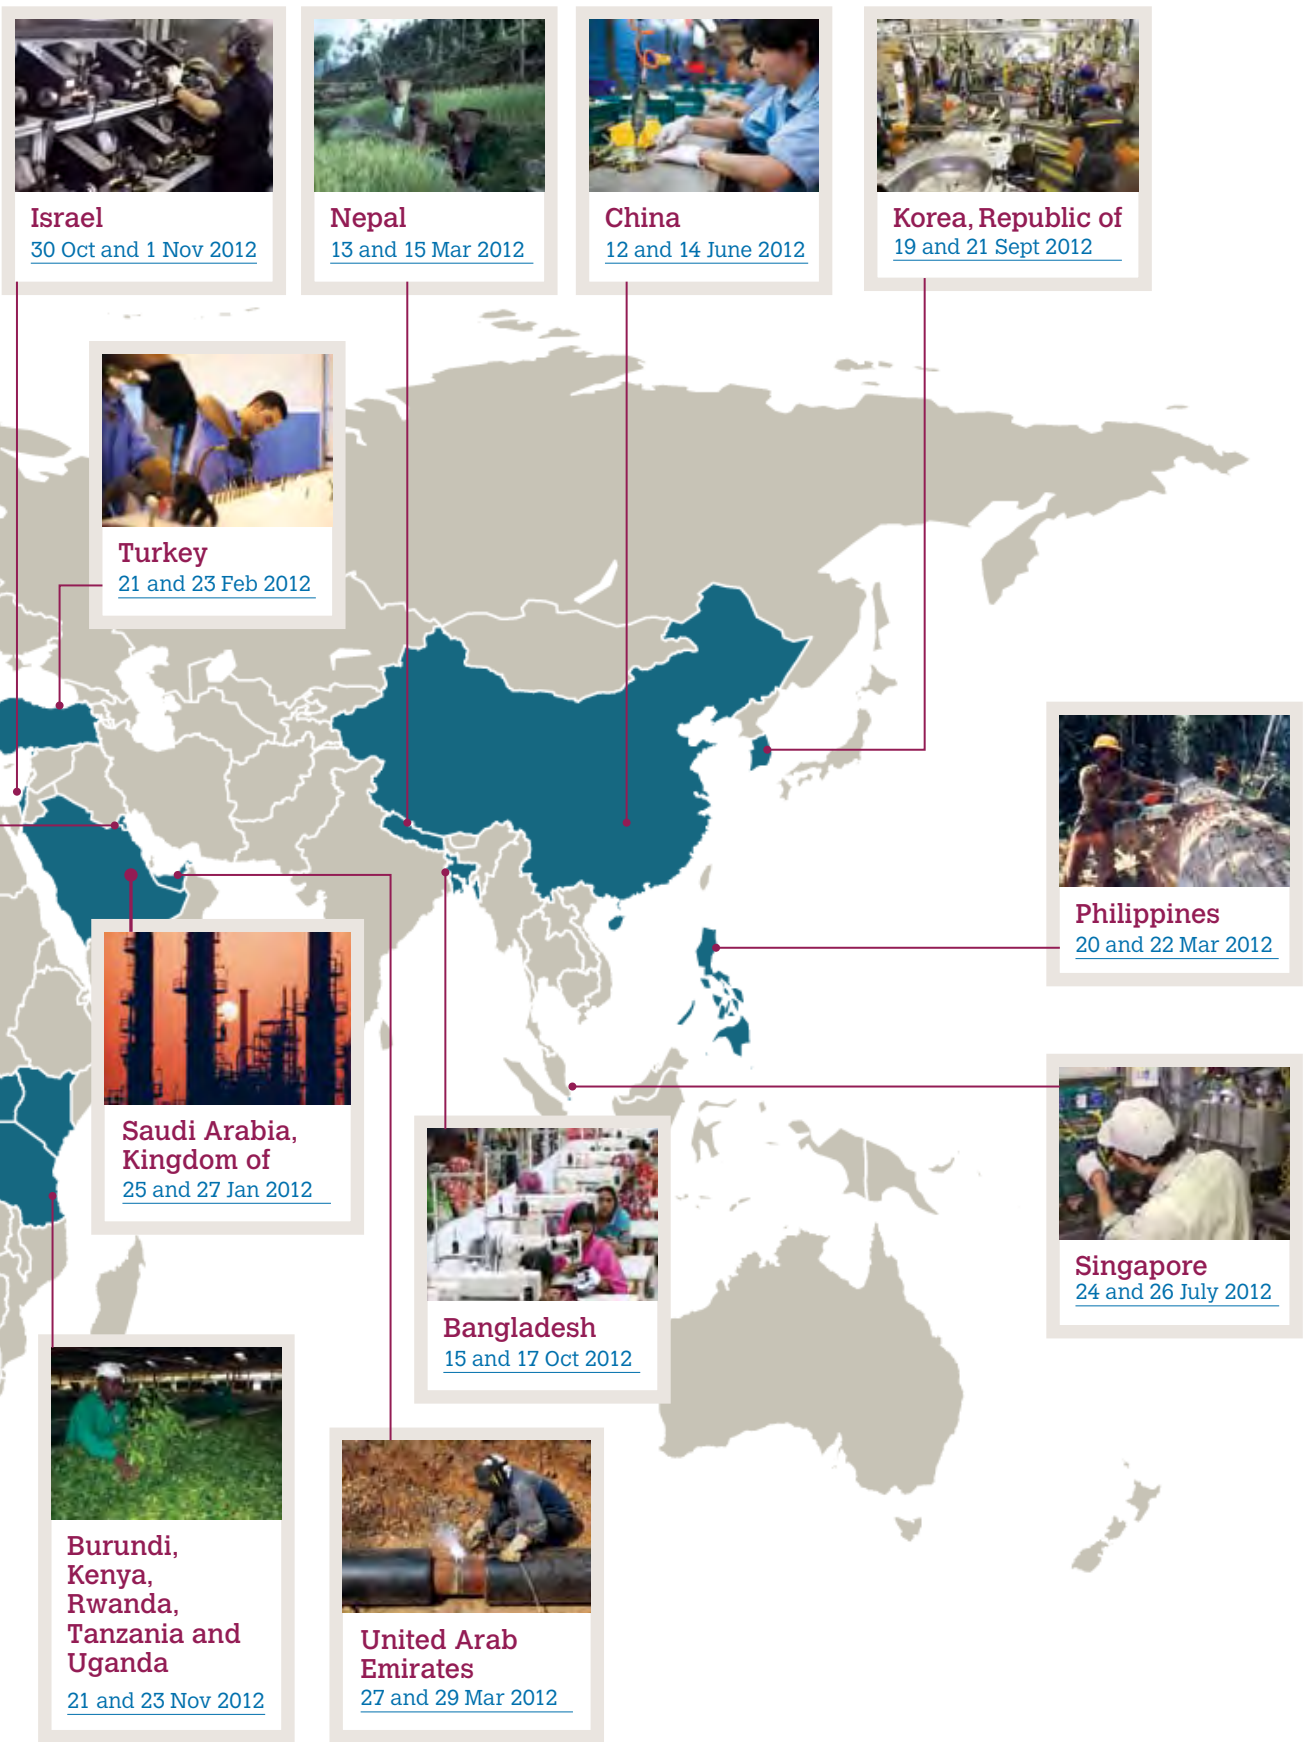 Israel
30 Oct and 1 Nov 2012
Nepal
13 and 15 Mar 2012
China
12 and 14 June 2012
Korea, Republic of
19 and 21 Sept 2012
Turkey
21 and 23 Feb 2012
Philippines
20 and 22 Mar 2012
Saudi Arabia,
Kingdom of
25 and 27 Jan 2012
Singapore
24 and 26 July 2012
Bangladesh
15 and 17 Oct 2012
Burundi,
Kenya,
Rwanda,
Tanzania and
Uganda
21 and 23 Nov 2012
United Arab
Emirates
27 and 29 Mar 2012